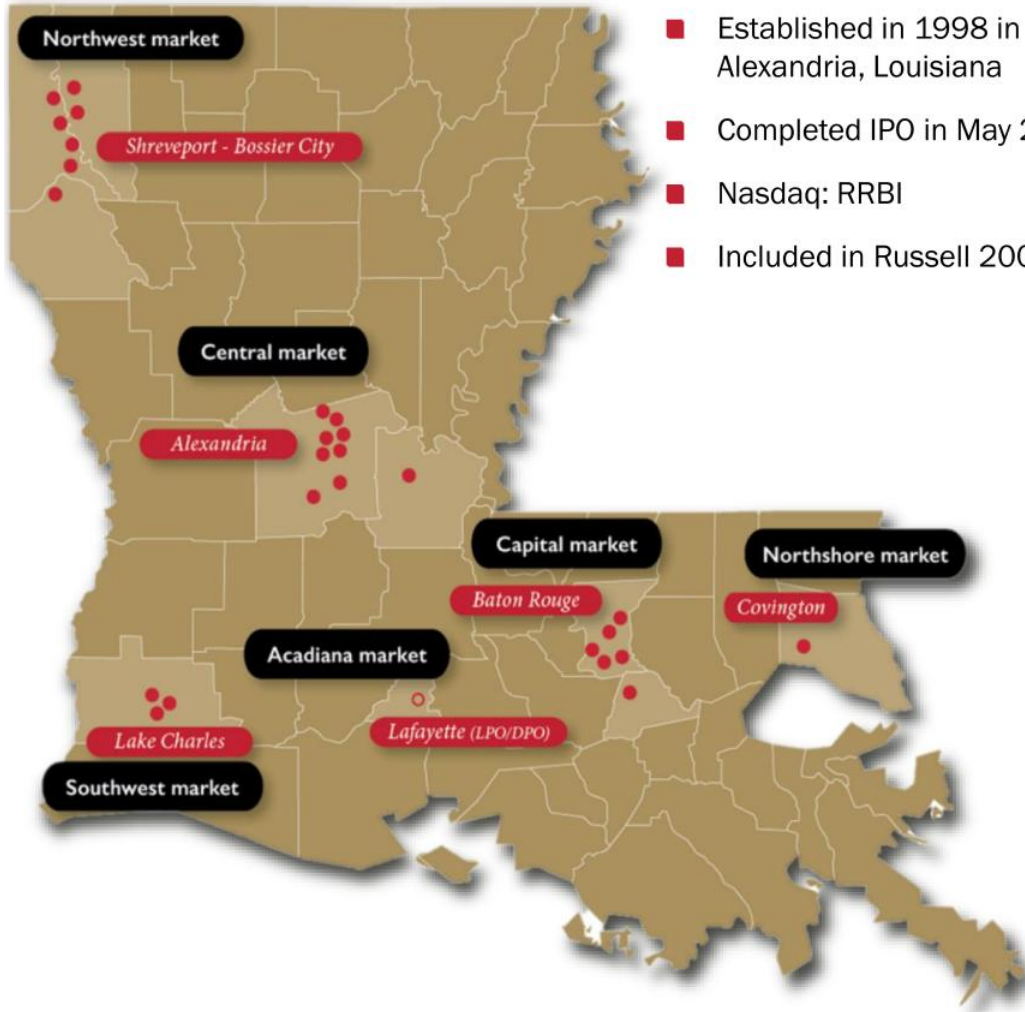 Northwest market
Shreveport - Bossier City
Central market
Alexandria
Capital market
Baton Rouge
Northshore market
Covington
Acadiana market
Lafayette (LPO/DPO)
Lake Charles
Southwest market
Established in 1998 in
Alexandria, Louisiana
Completed IPO in May
Nasdaq: RRBI
Included in Russell